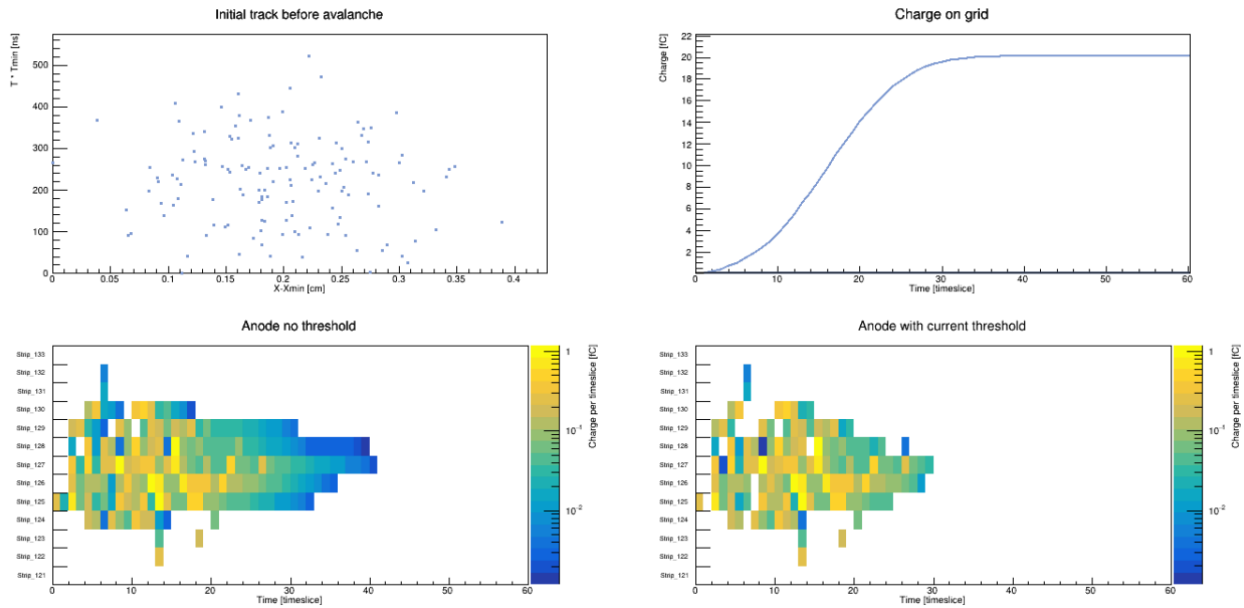 Initial track before avalanche
T * Tmin [ns]
500
400
300
200
100
0
0 0.05 0.1 0.15 0.2 0.25 0.3 0.35 0.4
X-Xmin [cm]
Charge on grid
Charge [fC]
22
20
18
16
14
12
10
8
6
4
2
0 10 20 30 40 50 60
Time [timeslice]
Anode no threshold
Strip_133
Strip_132
Strip_131
Strip_130
Strip_129
Strip_128
Strip_127
Strip_126
Strip_125
Strip_124
Strip_123
Strip_122
Strip_121
0 10 20 30 40 50 60
Time [timeslice]
1
10⁻¹
10⁻²
Charge per timeslice [fC]
Anode with current threshold
Strip_133
Strip_132
Strip_131
Strip_130
Strip_129
Strip_128
Strip_127
Strip_126
Strip_125
Strip_124
Strip_123
Strip_122
Strip_121
0 10 20 30 40 50 60
Time [timeslice]
1
10⁻¹
10⁻²
Charge per timeslice [fC]